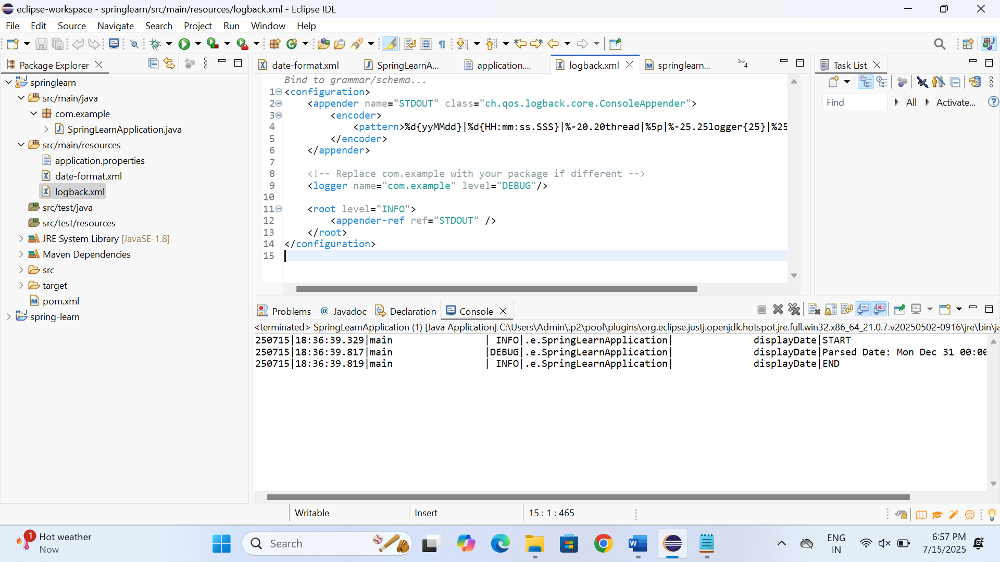 eclipse-workspace - springlearn/src/main/resources/logback.xml - Eclipse IDE
File Edit Source Navigate Search Project Run Window Help
Package Explorer
springlearn
src/main/java
com.example
SpringLearnApplication.java
src/main/resources
application.properties
date-format.xml
logback.xml
src/test/java
src/test/resources
JRE System Library [JavaSE-1.8]
Maven Dependencies
src
target
pom.xml
spring-learn
date-format.xml SpringLearnA... application.... logback.xml springlearn... »4
Bind to grammar/schema...
1 <configuration>
2 <appender name="STDOUT" class="ch.qos.logback.core.ConsoleAppender">
3 <encoder>
4 <pattern>%d{yyMMdd}|%d{HH:mm:ss.SSS}|%-20.20thread|%5p|%-25.25logger{25}|%25
5 </encoder>
6 </appender>
7
8 <!-- Replace com.example with your package if different -->
9 <logger name="com.example" level="DEBUG"/>
10
11 <root level="INFO">
12 <appender-ref ref="STDOUT" />
13 </root>
14 </configuration>
15
Task List
Find All Activate...
Problems @ Javadoc Declaration Console
<terminated> SpringLearnApplication (1) [Java Application] C:\Users\Admin\.p2\pool\plugins\org.eclipse.justj.openjdk.hotspot.jre.full.win32.x86_64_21.0.7.v20250502-0916\jre\bin\ja
250715|18:36:39.329|main | INFO|.e.SpringLearnApplication| displayDate|START
250715|18:36:39.817|main |DEBUG|.e.SpringLearnApplication| displayDate|Parsed Date: Mon Dec 31 00:00
250715|18:36:39.819|main | INFO|.e.SpringLearnApplication| displayDate|END
Writable Insert 15 : 1 : 465
1 Hot weather
Now
Search
ENG
IN
6:57 PM
7/15/2025